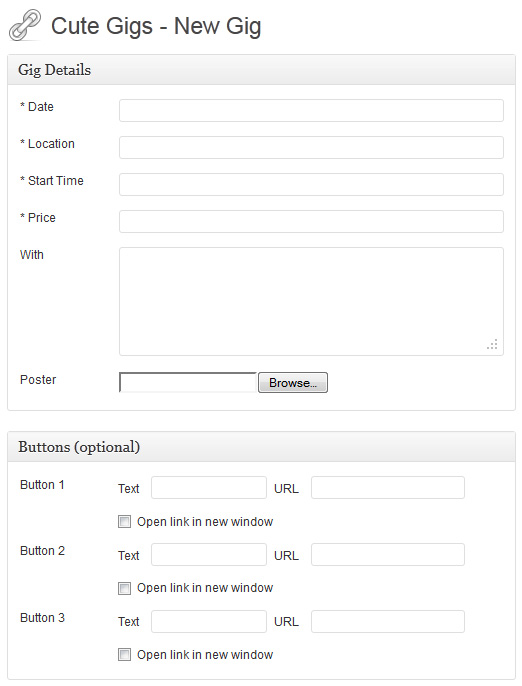 Cute Gigs - New Gig
Gig Details
* Date
* Location
* Start Time
* Price
With
Poster Browse...
Buttons (optional)
Button 1 Text URL
Open link in new window
Button 2 Text URL
Open link in new window
Button 3 Text URL
Open link in new window